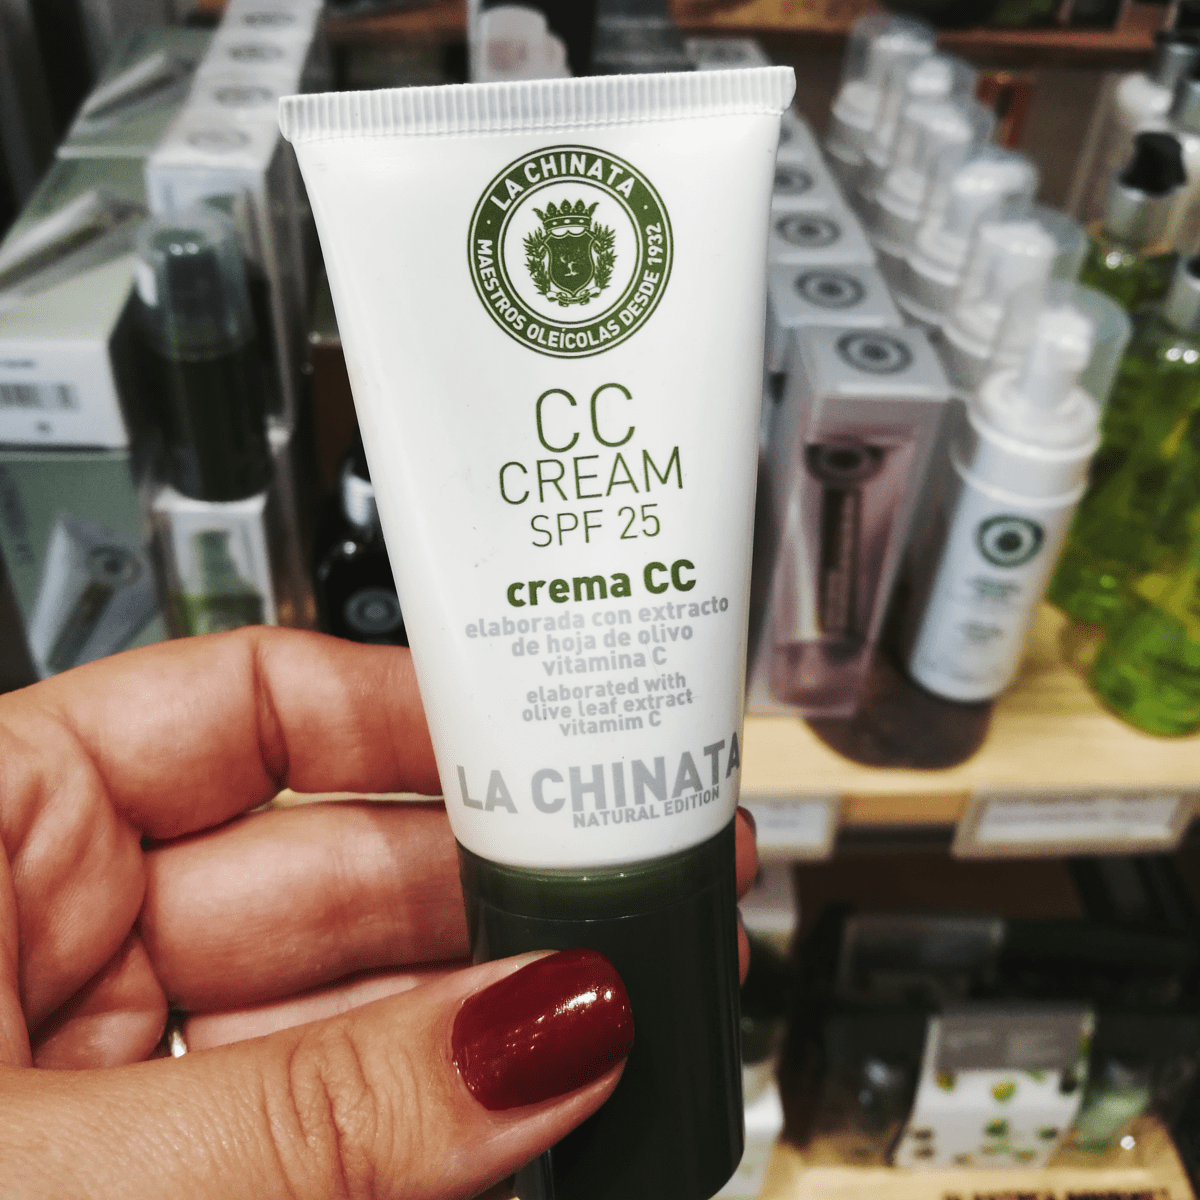 LA CHINATA
MAESTROS OLEÍCOLAS DESDE 1932
CC
CREAM
SPF 25
crema CC
elaborada con extracto
de hoja de olivo
vitamina C
elaborated with
olive leaf extract
vitamim C
LA CHINATA
NATURAL EDITION